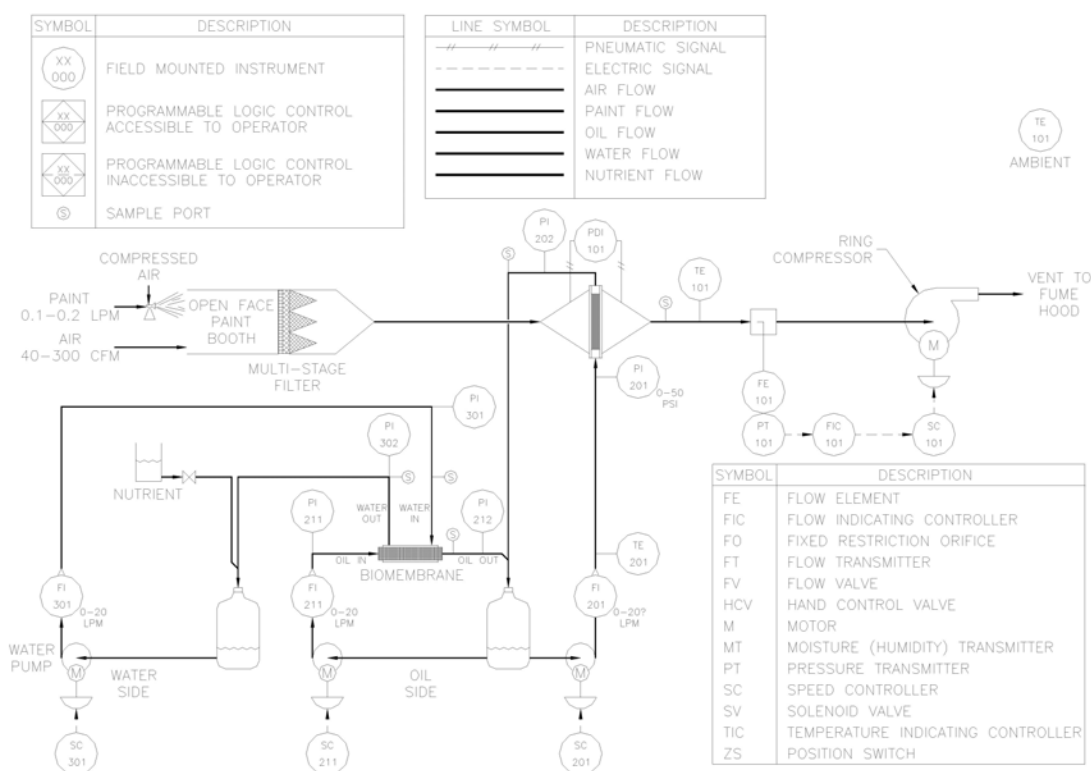 SYMBOL DESCRIPTION
XX
000
FIELD MOUNTED INSTRUMENT
XX
000
PROGRAMMABLE LOGIC CONTROL
ACCESSIBLE TO OPERATOR
XX
000
PROGRAMMABLE LOGIC CONTROL
INACCESSIBLE TO OPERATOR
S SAMPLE PORT
LINE SYMBOL DESCRIPTION
PNEUMATIC SIGNAL
ELECTRIC SIGNAL
AIR FLOW
PAINT FLOW
OIL FLOW
WATER FLOW
NUTRIENT FLOW
TE
101
AMBIENT
COMPRESSED
AIR
PAINT
0.1-0.2 LPM
AIR
40-300 CFM
OPEN FACE
PAINT
BOOTH
MULTI-STAGE
FILTER
S
PI
202
PDI
101
S
TE
101
RING
COMPRESSOR
VENT TO
FUME
HOOD
M
PI
201
0-50
PSI
FE
101
PT
101
FIC
101
SC
101
PI
301
PI
302
S
S
NUTRIENT
WATER
OUT
WATER
IN
PI
211
PI
212
S
OIL IN
OIL OUT
BIOMEMBRANE
TE
201
FI
301
0-20
LPM
FI
211
0-20
LPM
FI
201
0-20?
LPM
WATER
PUMP
M
WATER
SIDE
M
OIL
SIDE
M
SC
301
SC
211
SC
201
SYMBOL DESCRIPTION
FE FLOW ELEMENT
FIC FLOW INDICATING CONTROLLER
FO FIXED RESTRICTION ORIFICE
FT FLOW TRANSMITTER
FV FLOW VALVE
HCV HAND CONTROL VALVE
M MOTOR
MT MOISTURE (HUMIDITY) TRANSMITTER
PT PRESSURE TRANSMITTER
SC SPEED CONTROLLER
SV SOLENOID VALVE
TIC TEMPERATURE INDICATING CONTROLLER
ZS POSITION SWITCH